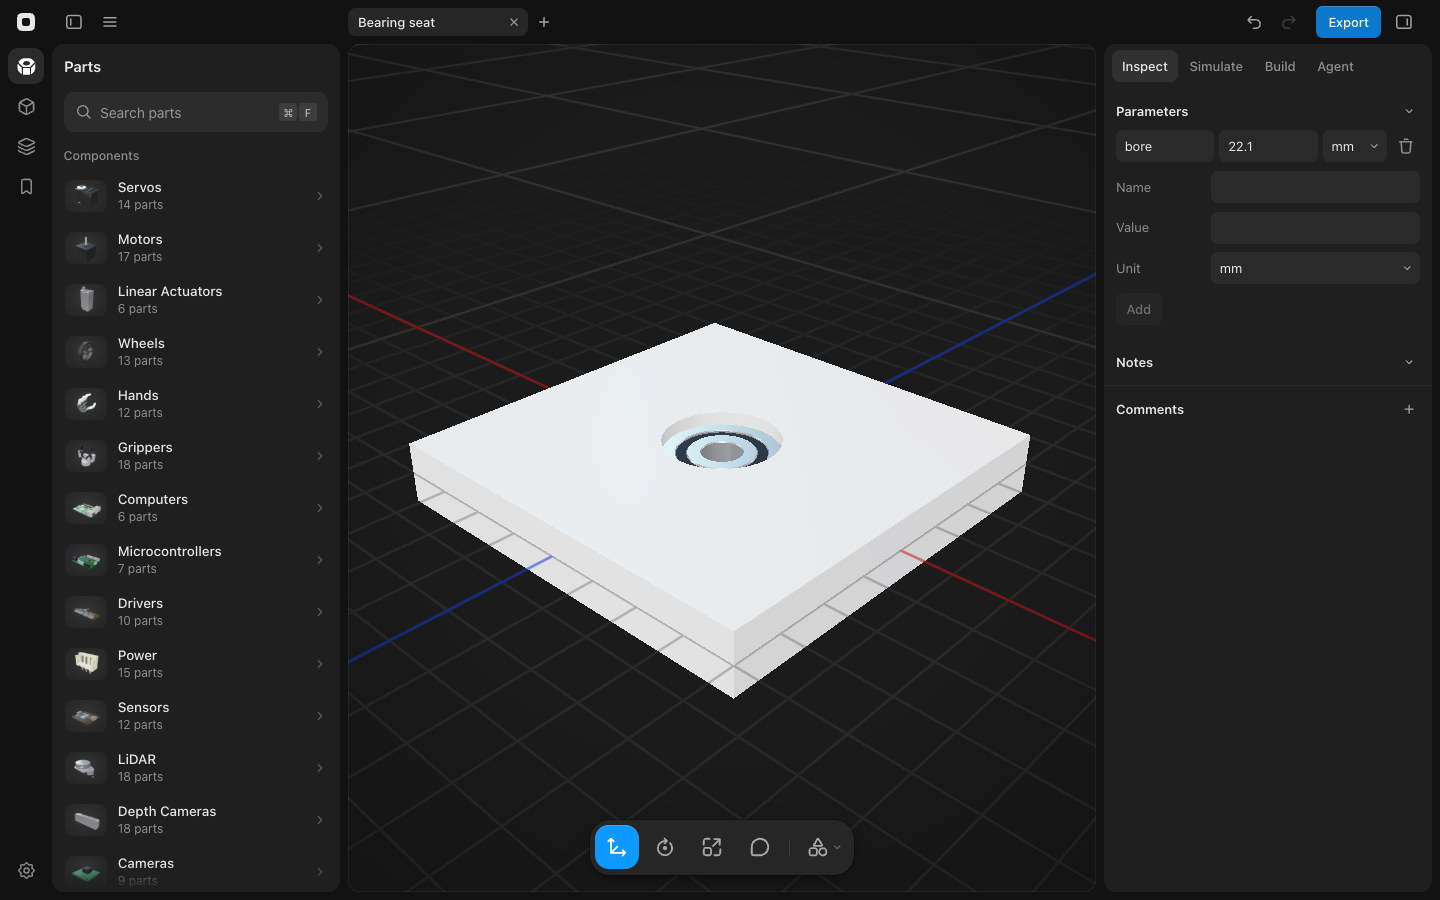 Bearing seat
Export
Parts
Search parts
⌘ F
Components
Servos
14 parts
Motors
17 parts
Linear Actuators
6 parts
Wheels
13 parts
Hands
12 parts
Grippers
18 parts
Computers
6 parts
Microcontrollers
7 parts
Drivers
10 parts
Power
15 parts
Sensors
12 parts
LiDAR
18 parts
Depth Cameras
18 parts
Cameras
9 parts
Inspect Simulate Build Agent
Parameters
bore 22.1 mm
Name
Value
Unit mm
Add
Notes
Comments